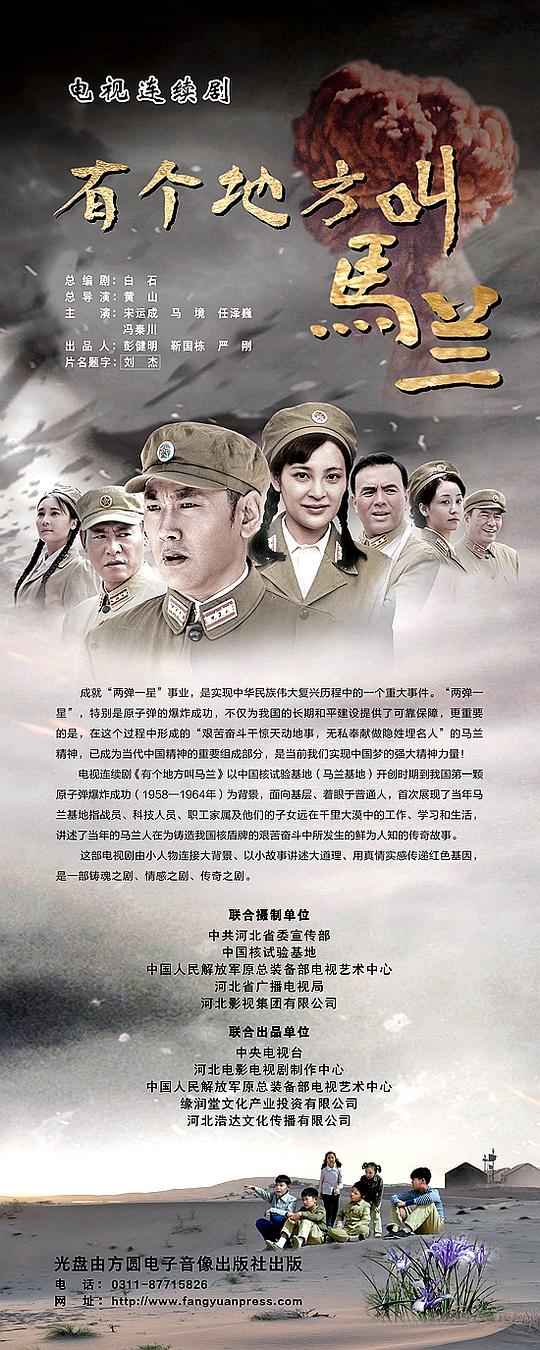 电视连续剧
有个地方叫
馬兰
总编剧：白 石
总导演：黄 山
主 演：宋运成 马 境 任泽巍
冯秦川
出品人：彭健明 靳国栋 严 刚
片名题字：刘 杰
成就“两弹一星”事业，是实现中华民族伟大复兴历程中的一个重大事件。“两弹一
星”，特别是原子弹的爆炸成功，不仅为我国的长期和平建设提供了可靠保障，更重要
的是，在这个过程中形成的“艰苦奋斗干惊天动地事，无私奉献做隐姓埋名人”的马兰
精神，已成为当代中国精神的重要组成部分，是当前我们实现中国梦的强大精神力量！
电视连续剧《有个地方叫马兰》以中国核试验基地（马兰基地）开创时期到我国第一颗
原子弹爆炸成功（1958—1964年）为背景，面向基层、着眼于普通人，首次展现了当年马
兰基地指战员、科技人员、职工家属及他们的子女远在千里大漠中的工作、学习和生活，
讲述了当年的马兰人在为铸造我国核盾牌的艰苦奋斗中所发生的鲜为人知的传奇故事。
这部电视剧由小人物连接大背景、以小故事讲述大道理、用真情实感传递红色基因，
是一部铸魂之剧、情感之剧、传奇之剧。
联合摄制单位
中共河北省委宣传部
中国核试验基地
中国人民解放军原总装备部电视艺术中心
河北省广播电视局
河北影视集团有限公司
联合出品单位
中央电视台
河北电影电视剧制作中心
中国人民解放军原总装备部电视艺术中心
缘润堂文化产业投资有限公司
河北浩达文化传播有限公司
光盘由方圆电子音像出版社出版
电 话：0311-87715826
网 址：http://www.fangyuanpress.com